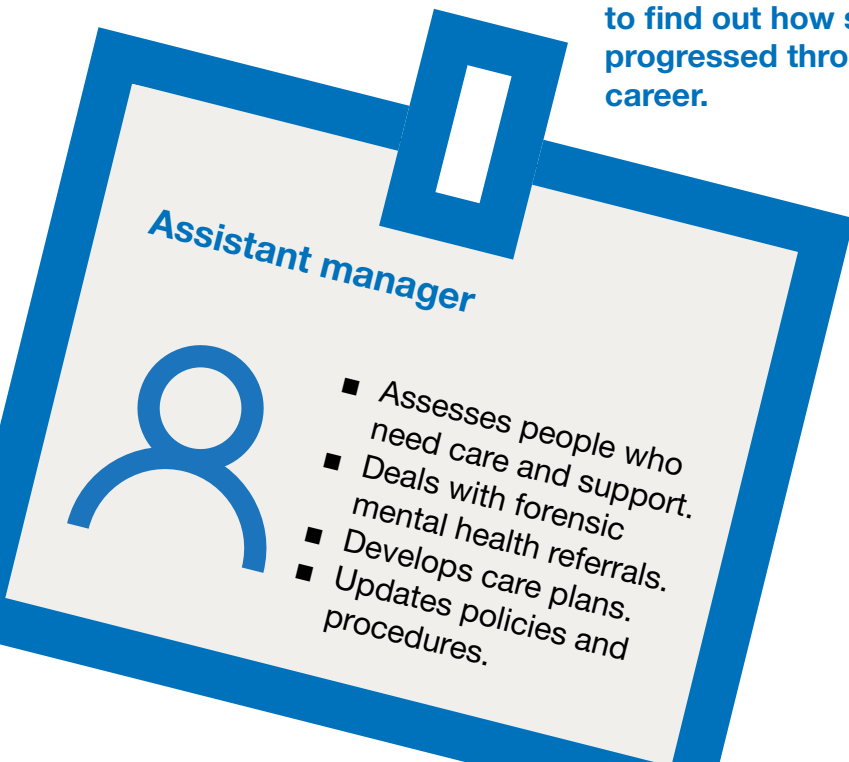 to find out how
progressed
career.
Assistant manager
■ Assesses people who
need care and support.
■ Deals with forensic
mental health referrals.
■ Develops care plans.
■ Updates policies and
procedures.